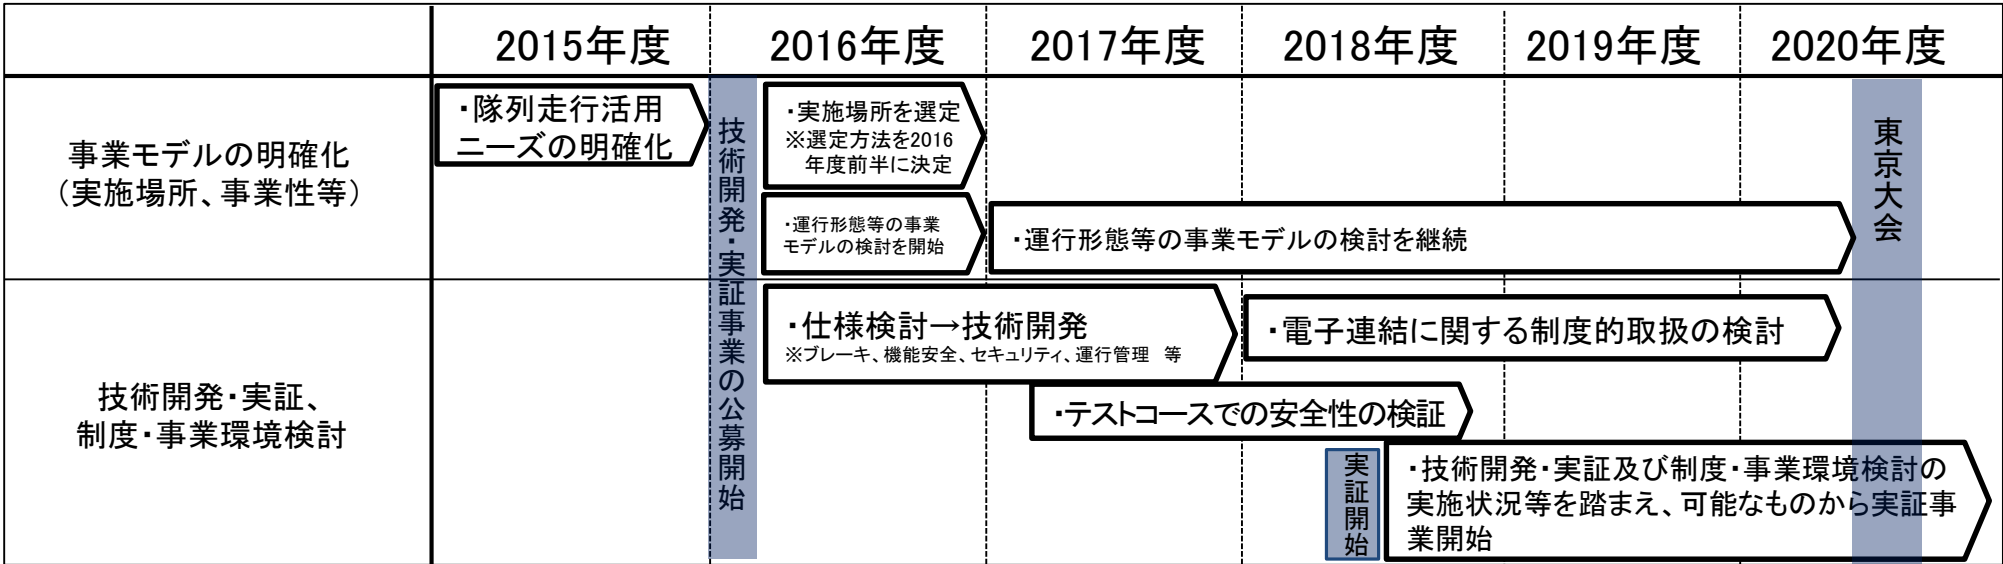 2015年度 2016年度 2017年度 2018年度 2019年度 2020年度
事業モデルの明確化
(実施場所、事業性等)
・隊列走行活用
ニーズの明確化
技術開発・実証事業の公募開始
・実施場所を選定
※選定方法を2016
年度前半に決定
・運行形態等の事業
モデルの検討を開始
・運行形態等の事業モデルの検討を継続
東京大会
技術開発・実証、
制度・事業環境検討
・仕様検討→技術開発
※ブレーキ、機能安全、セキュリティ、運行管理 等
・電子連結に関する制度的取扱の検討
・テストコースでの安全性の検証
実証開始
・技術開発・実証及び制度・事業環境検討の
実施状況等を踏まえ、可能なものから実証事
業開始